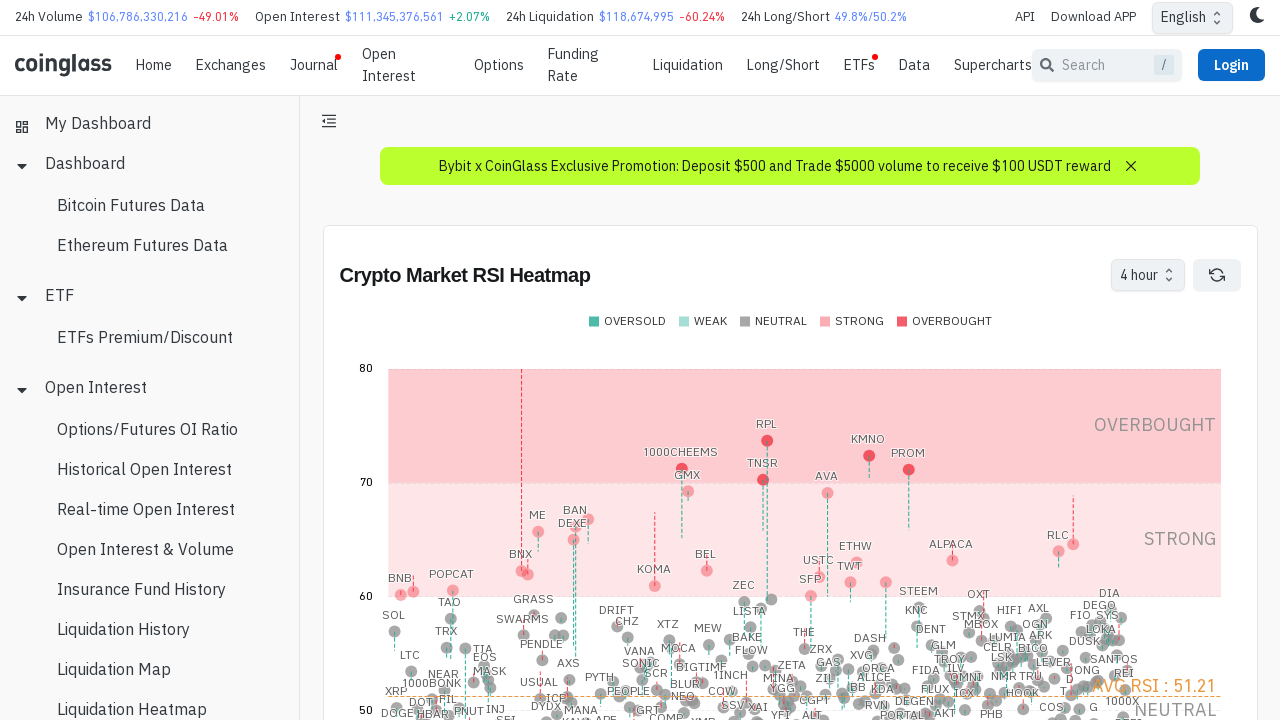 24h Volume $106,786,330,216 -49.01% Open Interest $111,345,376,561 +2.07% 24h Liquidation $118,674,995 -60.24% 24h Long/Short 49.8%/50.2% API Download APP English
coinglass Home Exchanges Journal Open Interest Options Funding Rate Liquidation Long/Short ETFs Data Supercharts Search / Login
My Dashboard
Dashboard
Bitcoin Futures Data
Ethereum Futures Data
ETF
ETFs Premium/Discount
Open Interest
Options/Futures OI Ratio
Historical Open Interest
Real-time Open Interest
Open Interest & Volume
Insurance Fund History
Liquidation History
Liquidation Map
Liquidation Heatmap
Bybit x CoinGlass Exclusive Promotion: Deposit $500 and Trade $5000 volume to receive $100 USDT reward
Crypto Market RSI Heatmap 4 hour
OVERSOLD WEAK NEUTRAL STRONG OVERBOUGHT
80
RPL
OVERBOUGHT
KMNO
1000CHEEMS PROM
TNSR
GMX AVA
70
BAN
ME
DEXE
RLC
STRONG
ALPACA
ETHW
BNX BEL
USTC
TWT
KOMA
POPCAT
BNB SFP
ZEC
STEEM
60
GRASS OXT DIA
TAO
DEGO
DRIFT LISTA KNC HIFI AXL
SOL SWARMS CHZ STMX FIO SYS
XTZ MEW MBOX OGN
TRX THE DENT LOKA
BAKE DASH LUMIA ARK DUSK
PENDLE MOCA GLM CELR BICO
TIA VANA FLOW ZRX
LTC EOS XVG TROY LSK SANTOS
AXS SONIC GAS LEVER
BIGTIME ZETA ORCA ILV
NEAR MASK SCR 1INCH FIDA NMR TRU ONG REI
PYTH MINA ZIL ALICE OMNI
1000BONK USUAL BLUR YGG BB KDA FLUX D AVG RSI : 51.21
XRP PEOPLE NEO CQW ICX HOOK T
FIL ICE CGPT DEGEN 1000X
DOT SSV XAI RVN COS G NEUTRAL
50 DOGE HBAR PNUT INJ DYDX MANA GRT YFI ALT PORTAL AKT PHB